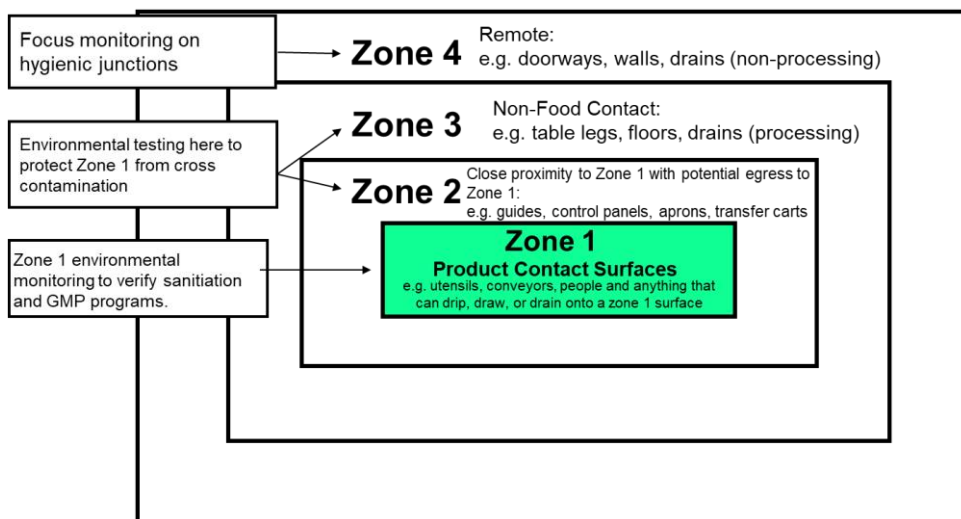 Focus monitoring on
hygienic junctions
Zone 4
Remote:
e.g. doorways, walls, drains (non-processing)
Environmental testing here to
protect Zone 1 from cross
contamination
Zone 3
Non-Food Contact:
e.g. table legs, floors, drains (processing)
Zone 2
Close proximity to Zone 1 with potential egress to
Zone 1:
e.g. guides, control panels, aprons, transfer carts
Zone 1 environmental
monitoring to verify sanitiation
and GMP programs.
Zone 1
Product Contact Surfaces
e.g. utensils, conveyors, people and anything that
can drip, draw, or drain onto a zone 1 surface